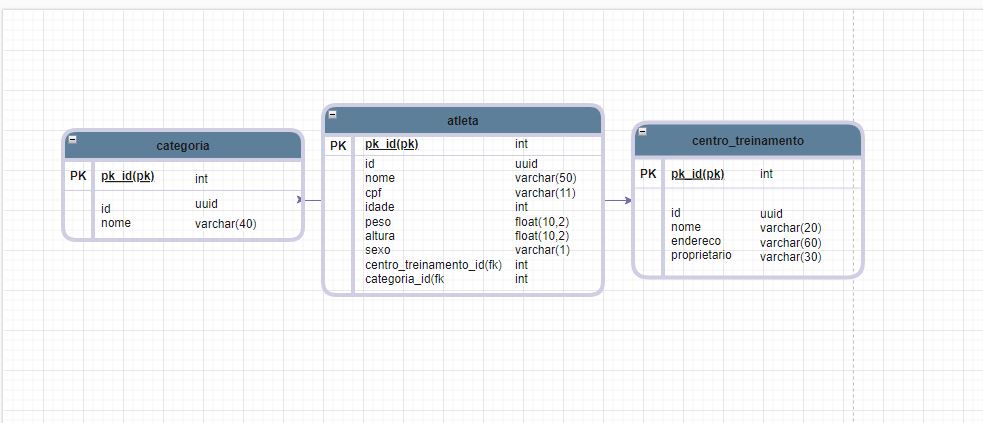 categoria
PK pk_id(pk) int
id uuid
nome varchar(40)
atleta
PK pk_id(pk) int
id uuid
nome varchar(50)
cpf varchar(11)
idade int
peso float(10,2)
altura float(10,2)
sexo varchar(1)
centro_treinamento_id(fk) int
categoria_id(fk int
centro_treinamento
PK pk_id(pk) int
id uuid
nome varchar(20)
endereco varchar(60)
proprietario varchar(30)